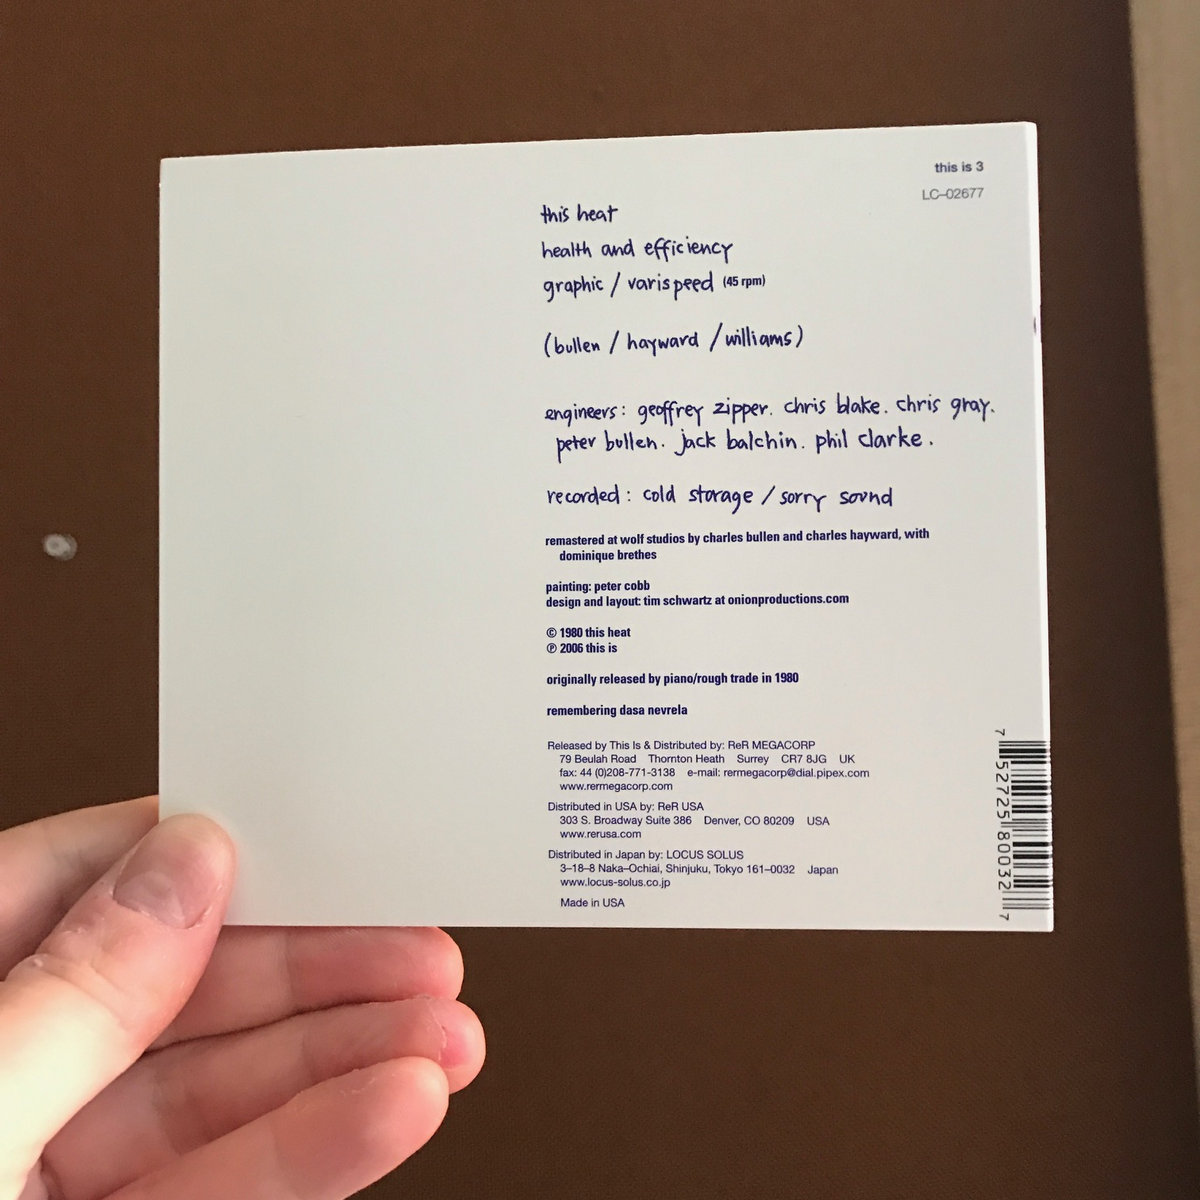 this is 3
LC–02677
this heat
health and efficiency
graphic / varispeed (45 rpm)
(bullen / hayward / williams)
engineers: geoffrey zipper. chris blake. chris gray.
peter bullen. jack balchin. phil clarke.
recorded: cold storage / sorry sound
remastered at wolf studios by charles bullen and charles hayward, with
dominique brethes
painting: peter cobb
design and layout: tim schwartz at onionproductions.com
© 1980 this heat
℗ 2006 this is
originally released by piano/rough trade in 1980
remembering dasa nevrela
Released by This Is & Distributed by: ReR MEGACORP
79 Beulah Road Thornton Heath Surrey CR7 8JG UK
fax: 44 (0)208-771-3138 e-mail: rermegacorp@dial.pipex.com
www.rermegacorp.com
Distributed in USA by: ReR USA
303 S. Broadway Suite 386 Denver, CO 80209 USA
www.rerusa.com
Distributed in Japan by: LOCUS SOLUS
3–18–8 Naka–Ochiai, Shinjuku, Tokyo 161–0032 Japan
www.locus-solus.co.jp
Made in USA
7 52725 80032 7